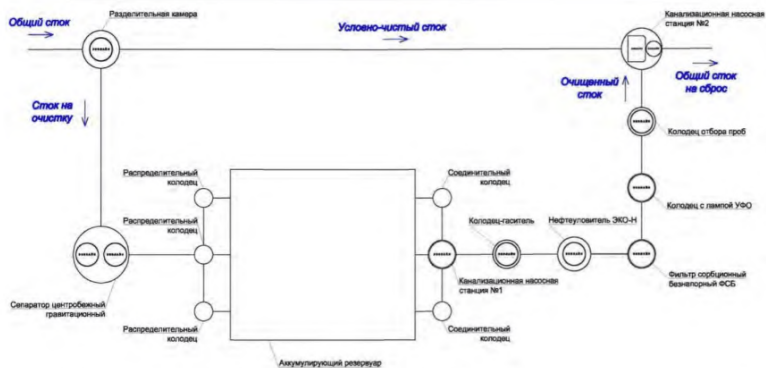 Разделительная камера
Общий сток
Условно-чистый сток
Канализационная насосная
станция №2
Общий сток
на сброс
Очищенный
сток
Сток на
очистку
Колодец отбора проб
Распределительный
колодец
Соединительный
колодец
Колодец с лампой УФО
Распределительный
колодец
Колодец-гаситель
Нефтеуловитель ЭКО-Н
Сепаратор центробежный
гравитационный
Канализационная насосная
станция №1
Фильтр сорбционный
безнапорный ФСБ
Распределительный
колодец
Соединительный
колодец
Аккумулирующий резервуар